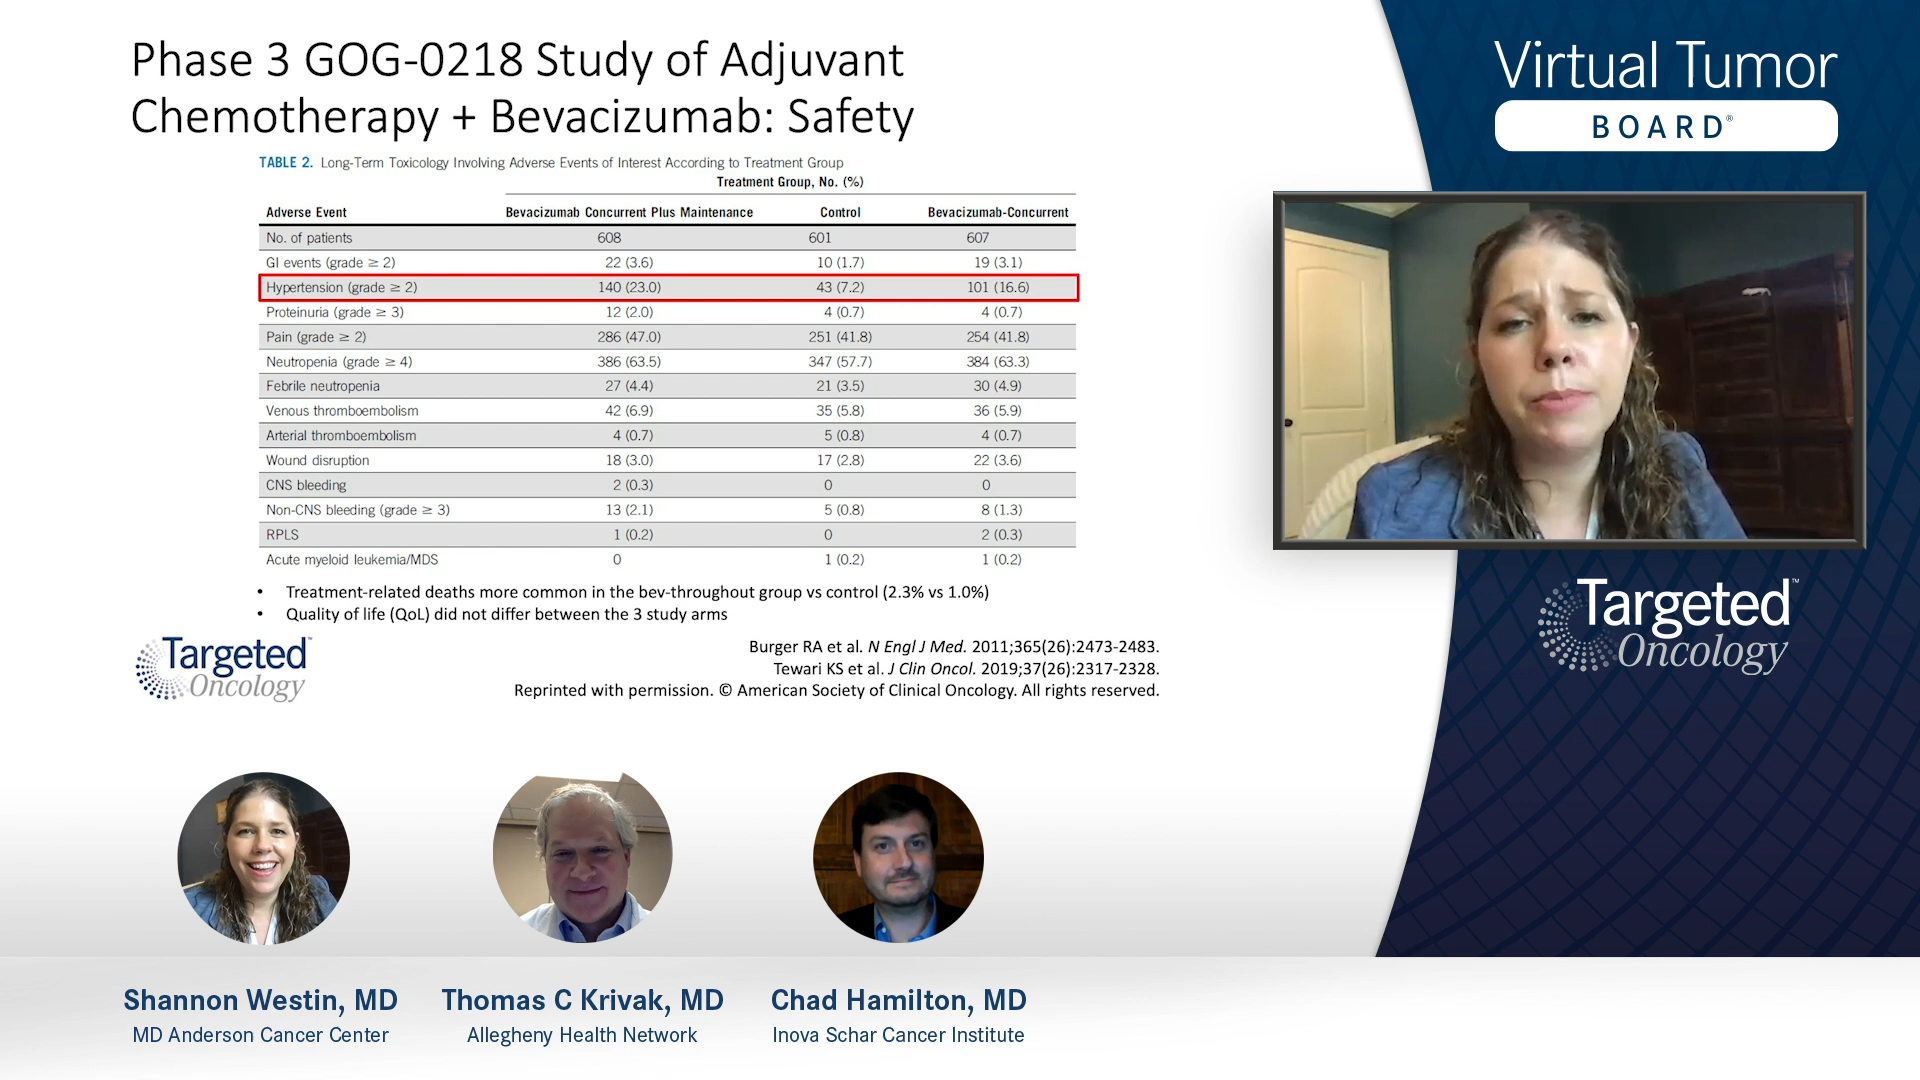 Phase 3 GOG-0218 Study of Adjuvant
Chemotherapy + Bevacizumab: Safety
TABLE 2. Long-Term Toxicology Involving Adverse Events of Interest According to Treatment Group
Treatment Group, No. (%)
Adverse Event Bevacizumab Concurrent Plus Maintenance Control Bevacizumab-Concurrent
No. of patients 608 601 607
GI events (grade ≥ 2) 22 (3.6) 10 (1.7) 19 (3.1)
Hypertension (grade ≥ 2) 140 (23.0) 43 (7.2) 101 (16.6)
Proteinuria (grade ≥ 3) 12 (2.0) 4 (0.7) 4 (0.7)
Pain (grade ≥ 2) 286 (47.0) 251 (41.8) 254 (41.8)
Neutropenia (grade ≥ 4) 386 (63.5) 347 (57.7) 384 (63.3)
Febrile neutropenia 27 (4.4) 21 (3.5) 30 (4.9)
Venous thromboembolism 42 (6.9) 35 (5.8) 36 (5.9)
Arterial thromboembolism 4 (0.7) 5 (0.8) 4 (0.7)
Wound disruption 18 (3.0) 17 (2.8) 22 (3.6)
CNS bleeding 2 (0.3) 0 0
Non-CNS bleeding (grade ≥ 3) 13 (2.1) 5 (0.8) 8 (1.3)
RPLS 1 (0.2) 0 2 (0.3)
Acute myeloid leukemia/MDS 0 1 (0.2) 1 (0.2)
• Treatment-related deaths more common in the bev-throughout group vs control (2.3% vs 1.0%)
• Quality of life (QoL) did not differ between the 3 study arms
Targeted™
Oncology
Burger RA et al. N Engl J Med. 2011;365(26):2473-2483.
Tewari KS et al. J Clin Oncol. 2019;37(26):2317-2328.
Reprinted with permission. © American Society of Clinical Oncology. All rights reserved.
Virtual Tumor
BOARD®
Targeted™
Oncology
Shannon Westin, MD
MD Anderson Cancer Center
Thomas C Krivak, MD
Allegheny Health Network
Chad Hamilton, MD
Inova Schar Cancer Institute